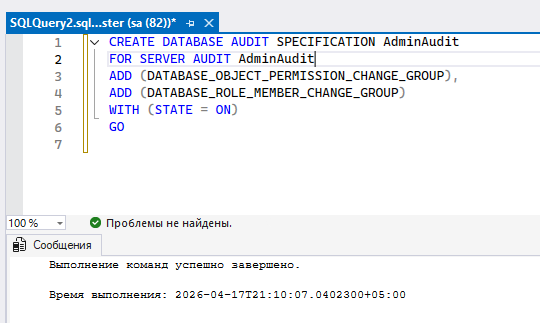 SQLQuery2.sql...ster (sa (82))*
1 CREATE DATABASE AUDIT SPECIFICATION AdminAudit
2 FOR SERVER AUDIT AdminAudit
3 ADD (DATABASE_OBJECT_PERMISSION_CHANGE_GROUP),
4 ADD (DATABASE_ROLE_MEMBER_CHANGE_GROUP)
5 WITH (STATE = ON)
6 GO
7
100 % Проблемы не найдены.
Сообщения
Выполнение команд успешно завершено.
Время выполнения: 2026-04-17T21:10:07.0402300+05:00